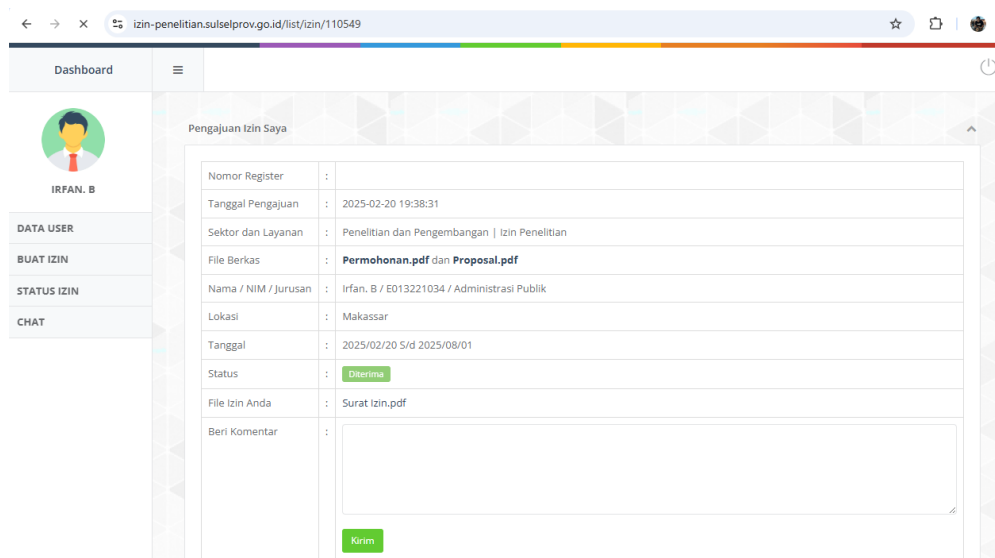 izin-penelitian.sulselprov.go.id/list/izin/110549
Dashboard
IRFAN. B
DATA USER
BUAT IZIN
STATUS IZIN
CHAT
Pengajuan Izin Saya
Nomor Register :
Tanggal Pengajuan : 2025-02-20 19:38:31
Sektor dan Layanan : Penelitian dan Pengembangan | Izin Penelitian
File Berkas : Permohonan.pdf dan Proposal.pdf
Nama / NIM / Jurusan : Irfan. B / E013221034 / Administrasi Publik
Lokasi : Makassar
Tanggal : 2025/02/20 S/d 2025/08/01
Status : Diterima
File Izin Anda : Surat Izin.pdf
Beri Komentar :
Kirim